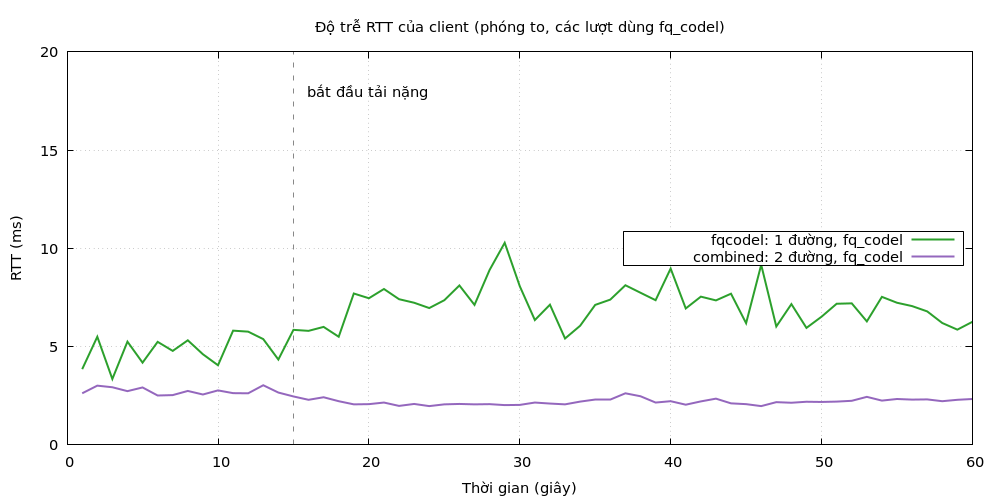 Độ trễ RTT của client (phóng to, các lượt dùng fq_codel)
20
bắt đầu tải nặng
15
fqcodel: 1 đường, fq_codel
combined: 2 đường, fq_codel
10
RTT (ms)
5
0
0 10 20 30 40 50 60
Thời gian (giây)